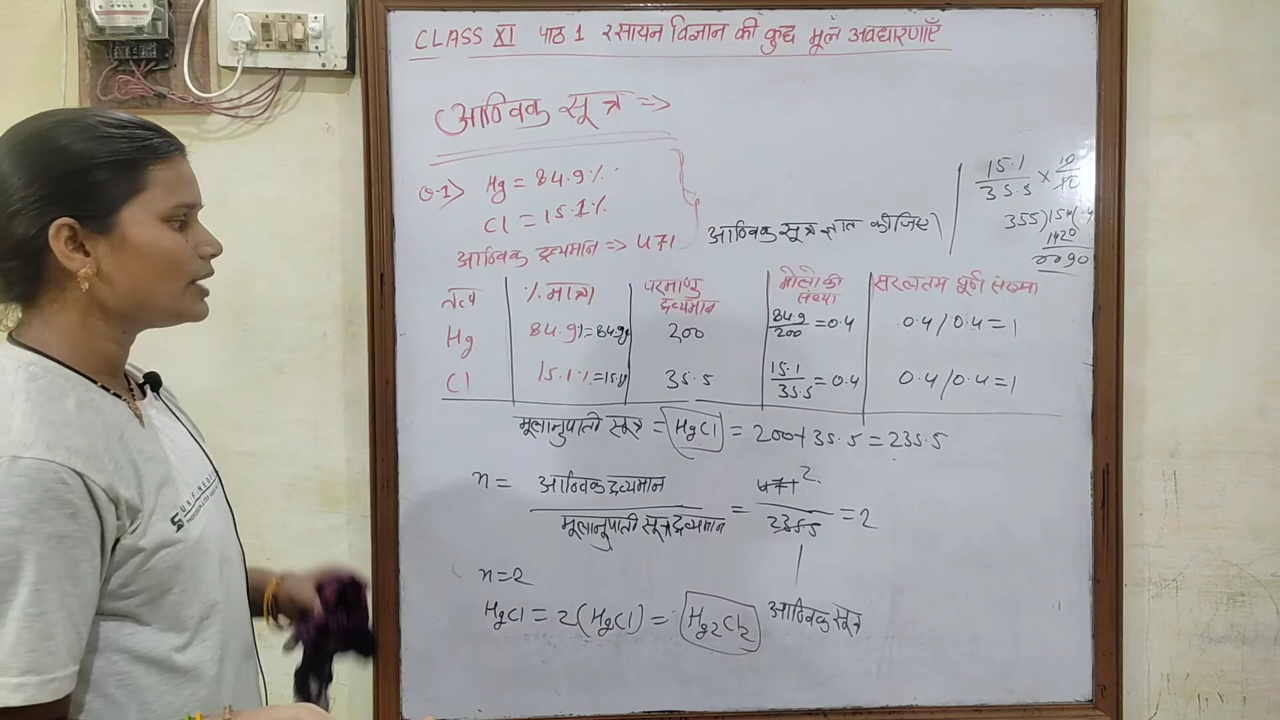 CLASS XI पाठ 1 रसायन विज्ञान की कुछ मूल अवधारणाएँ
आण्विक सूत्र =>
Q.1> Hg = 84.9%
Cl = 15.1%
आण्विक द्रव्यमान => 471
आण्विक सूत्र ज्ञात कीजिए।
15.1/35.5 × 10/10
355)151(.4
1420
0090
तत्व % मात्रा परमाणु द्रव्यमान मोलो की संख्या सरलतम पूर्ण संख्या
Hg 84.9%=84.9g 200 84.9/200 =0.4 0.4/0.4=1
Cl 15.1%=15.1 35.5 15.1/35.5 =0.4 0.4/0.4=1
मूलानुपाती सूत्र = HgCl = 200+35.5=235.5
n = आण्विक द्रव्यमान/मूलानुपाती सूत्र द्रव्यमान = 471 2/235.5 = 2
n=2
HgCl = 2(HgCl) = Hg2Cl2 आण्विक सूत्र